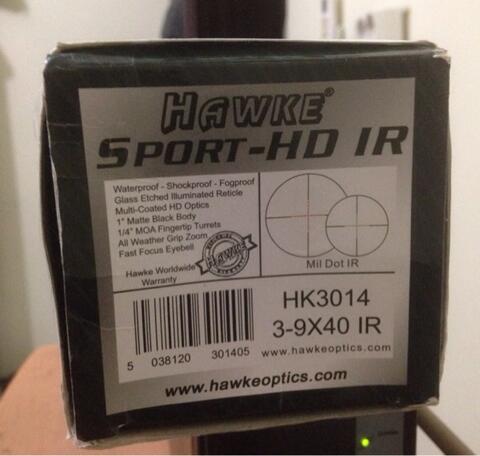 HAWKE®
SPORT-HD IR
Waterproof - Shockproof - Fogproof
Glass Etched Illuminated Reticle
Multi-Coated HD Optics
1" Matte Black Body
1/4" MOA Fingertip Turrets
All Weather Grip Zoom
Fast Focus Eyebell
Hawke Worldwide
Warranty
Hawke
Mil Dot IR
HK3014
3-9X40 IR
www.hawkeoptics.com
5 038120 301405
www.hawkeoptics.com